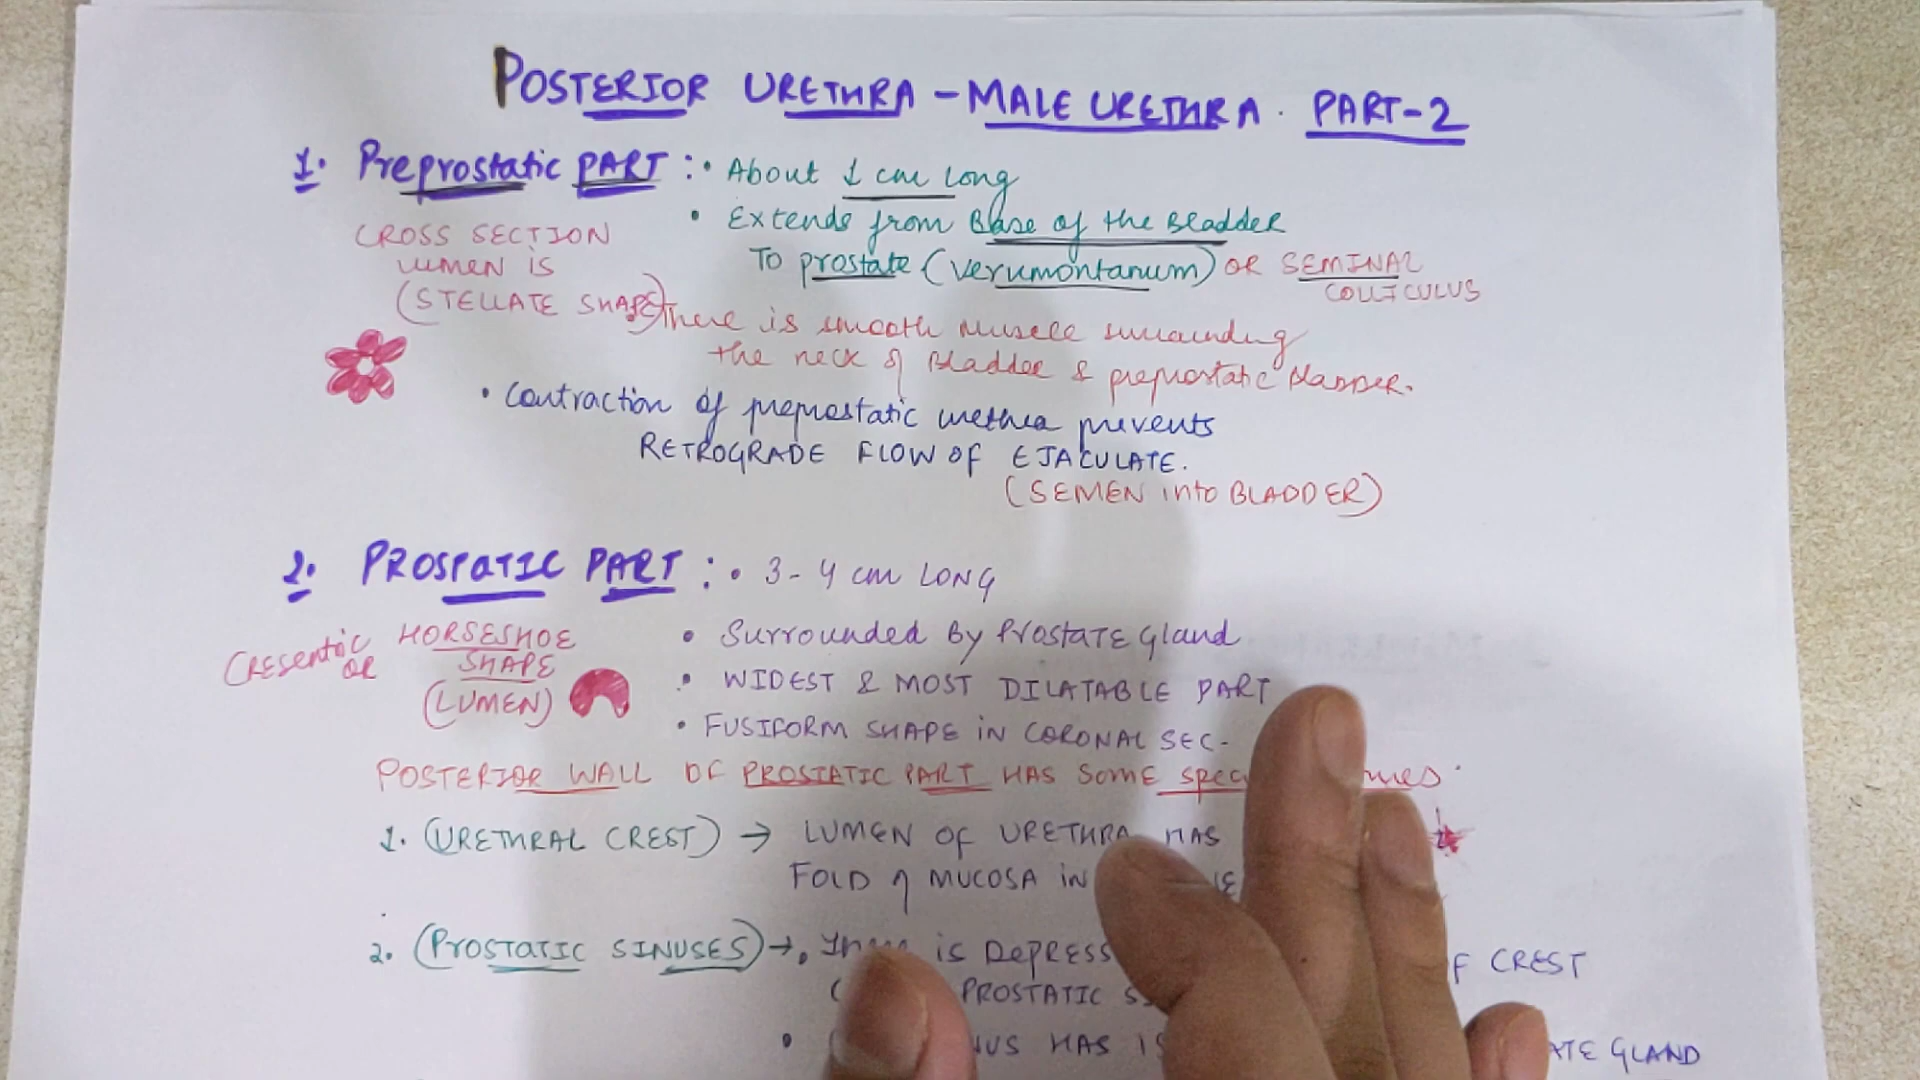 POSTERIOR URETHRA - MALE URETHRA. PART-2
1. Preprostatic PART : • About 1 cm Long
• Extends from Base of the Bladder
To prostate (verumontanum) OR SEMINAL
COLLICULUS
CROSS SECTION
LUMEN is
(STELLATE SHAPE)
There is smooth muscle surrounding
the neck of Bladder & preprostatic BLADDER.
• Contraction of preprostatic urethra prevents
RETROGRADE FLOW OF EJACULATE.
(SEMEN into BLADDER)
2. PROSTATIC PART : • 3-4 cm LONG
CRESENTIC OR HORSESHOE
SHAPE
(LUMEN)
• Surrounded By ProstaTE Gland
• WIDEST & MOST DILATABLE PART
• FUSIFORM SHAPE IN CORONAL SEC-
POSTERIOR WALL OF PROSTATIC PART HAS SOME
1. (URETHRAL CREST) → LUMEN OF URETHRA HAS
FOLD of MUCOSA IN
2. (PROSTATIC SINUSES) → • is DEPRESS F CREST
PROSTATIC
• HAS GLAND